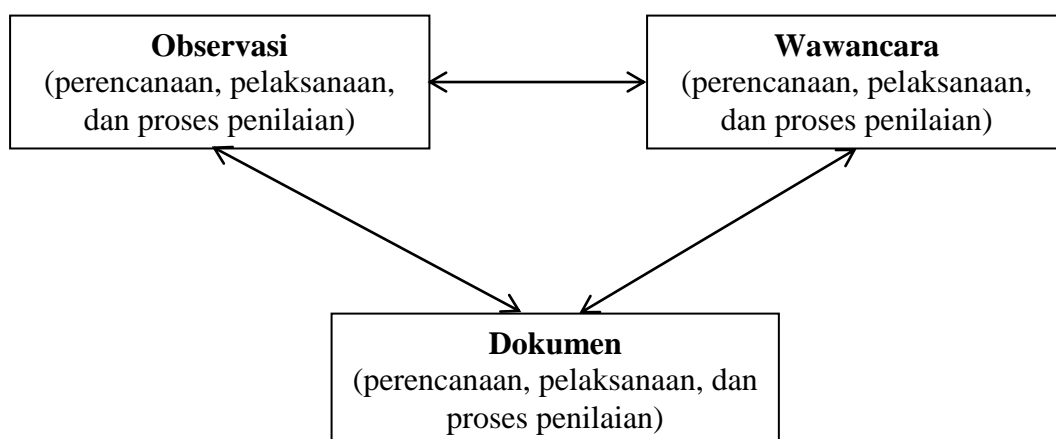 Observasi
(perencanaan, pelaksanaan,
dan proses penilaian)
Wawancara
(perencanaan, pelaksanaan,
dan proses penilaian)
Dokumen
(perencanaan, pelaksanaan, dan
proses penilaian)